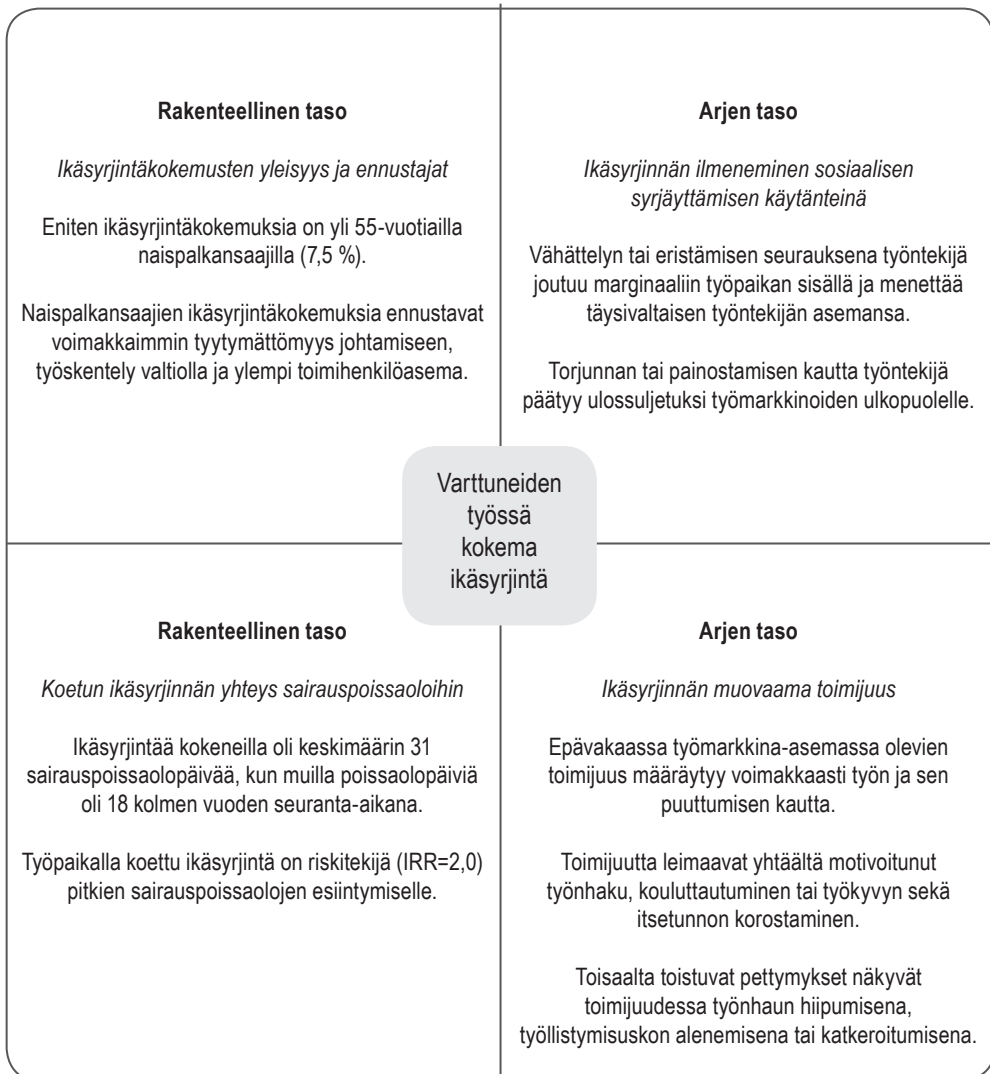 Rakenteellinen taso
Ikäsyrjintäkokemusten yleisyys ja ennustajat
Eniten ikäsyrjintäkokemuksia on yli 55-vuotiailla
naispalkansaajilla (7,5 %).
Naispalkansaajien ikäsyrjintäkokemuksia ennustavat
voimakkaimmin tyytymättömyys johtamiseen,
työskentely valtiolla ja ylempi toimihenkilöasema.
Arjen taso
Ikäsyrjinnän ilmeneminen sosiaalisen
syrjäyttämisen käytänteinä
Vähättelyn tai eristämisen seurauksena työntekijä
joutuu marginaaliin työpaikan sisällä ja menettää
täysivaltaisen työntekijän asemansa.
Torjunnan tai painostamisen kautta työntekijä
päätyy ulossuljetuksi työmarkkinoiden ulkopuolelle.
Varttuneiden
työssä
kokema
ikäsyrjintä
Rakenteellinen taso
Koetun ikäsyrjinnän yhteys sairauspoissaoloihin
Ikäsyrjintää kokeneilla oli keskimäärin 31
sairauspoissaolopäivää, kun muilla poissaolopäiviä
oli 18 kolmen vuoden seuranta-aikana.
Työpaikalla koettu ikäsyrjintä on riskitekijä (IRR=2,0)
pitkien sairauspoissaolojen esiintymiselle.
Arjen taso
Ikäsyrjinnän muovaama toimijuus
Epävakaassa työmarkkina-asemassa olevien
toimijuus määräytyy voimakkaasti työn ja sen
puuttumisen kautta.
Toimijuutta leimaavat yhtäältä motivoitunut
työnhaku, kouluttautuminen tai työkyvyn sekä
itsetunnon korostaminen.
Toisaalta toistuvat pettymykset näkyvät
toimijuudessa työnhaun hiipumisena,
työllistymisuskon alenemisena tai katkeroitumisena.